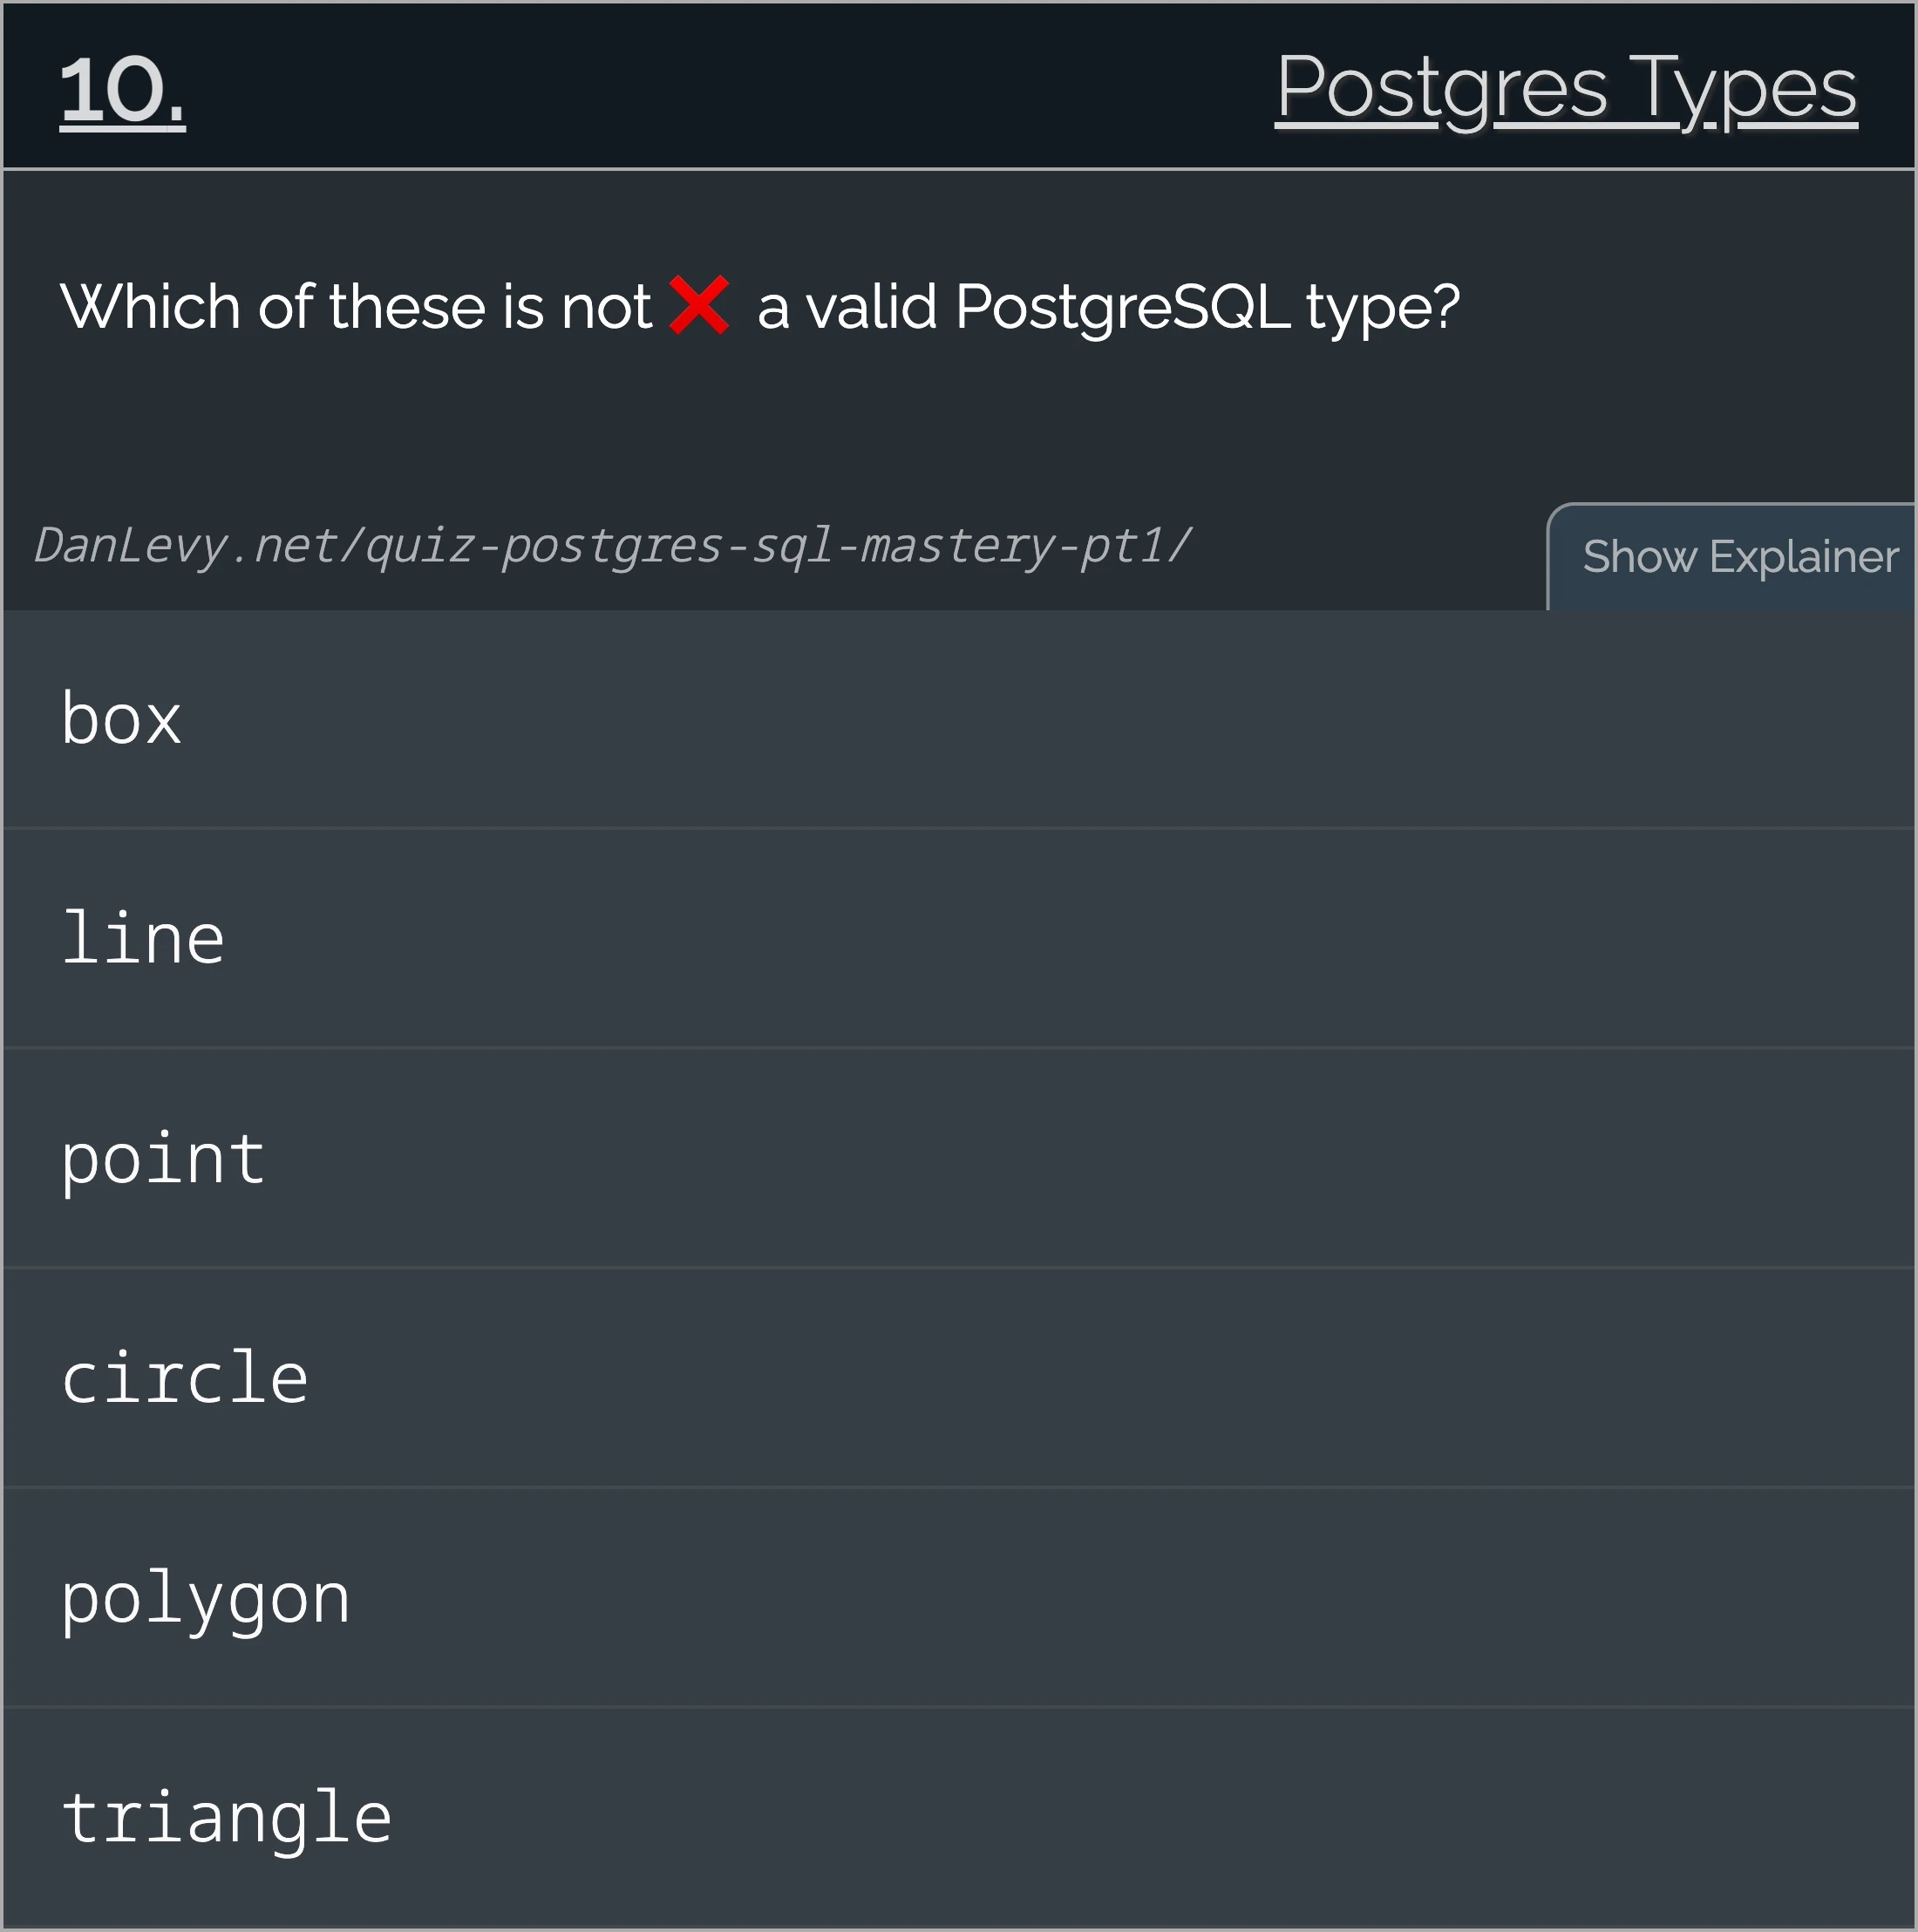 10.
Postgres Types
Which of these is not❌ a valid PostgreSQL type?
DanLevy.net/quiz-postgres-sql-mastery-pt1/
Show Explainer
box
line
point
circle
polygon
triangle